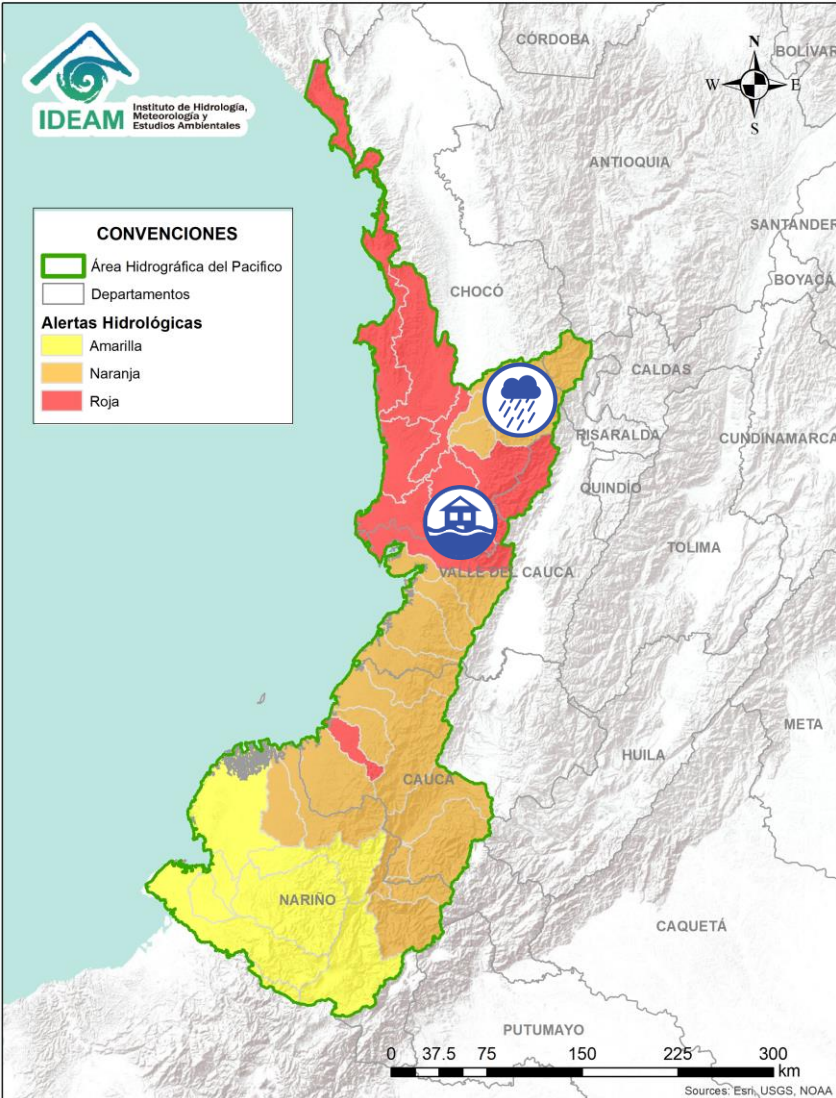 IDEAM
Instituto de Hidrología,
Meteorología y
Estudios Ambientales
CÓRDOBA
BOLÍVAR
N
W
E
S
ANTIOQUIA
SANTANDER
CONVENCIONES
Área Hidrográfica del Pacifico
Departamentos
Alertas Hidrológicas
Amarilla
Naranja
Roja
BOYACÁ
CHOCÓ
CALDAS
RISARALDA
CUNDINAMARCA
QUINDÍO
TOLIMA
VALLE DEL CAUCA
META
HUILA
CAUCA
NARIÑO
CAQUETÁ
PUTUMAYO
0 37.5 75 150 225 300
km
Sources: Esri, USGS, NOAA